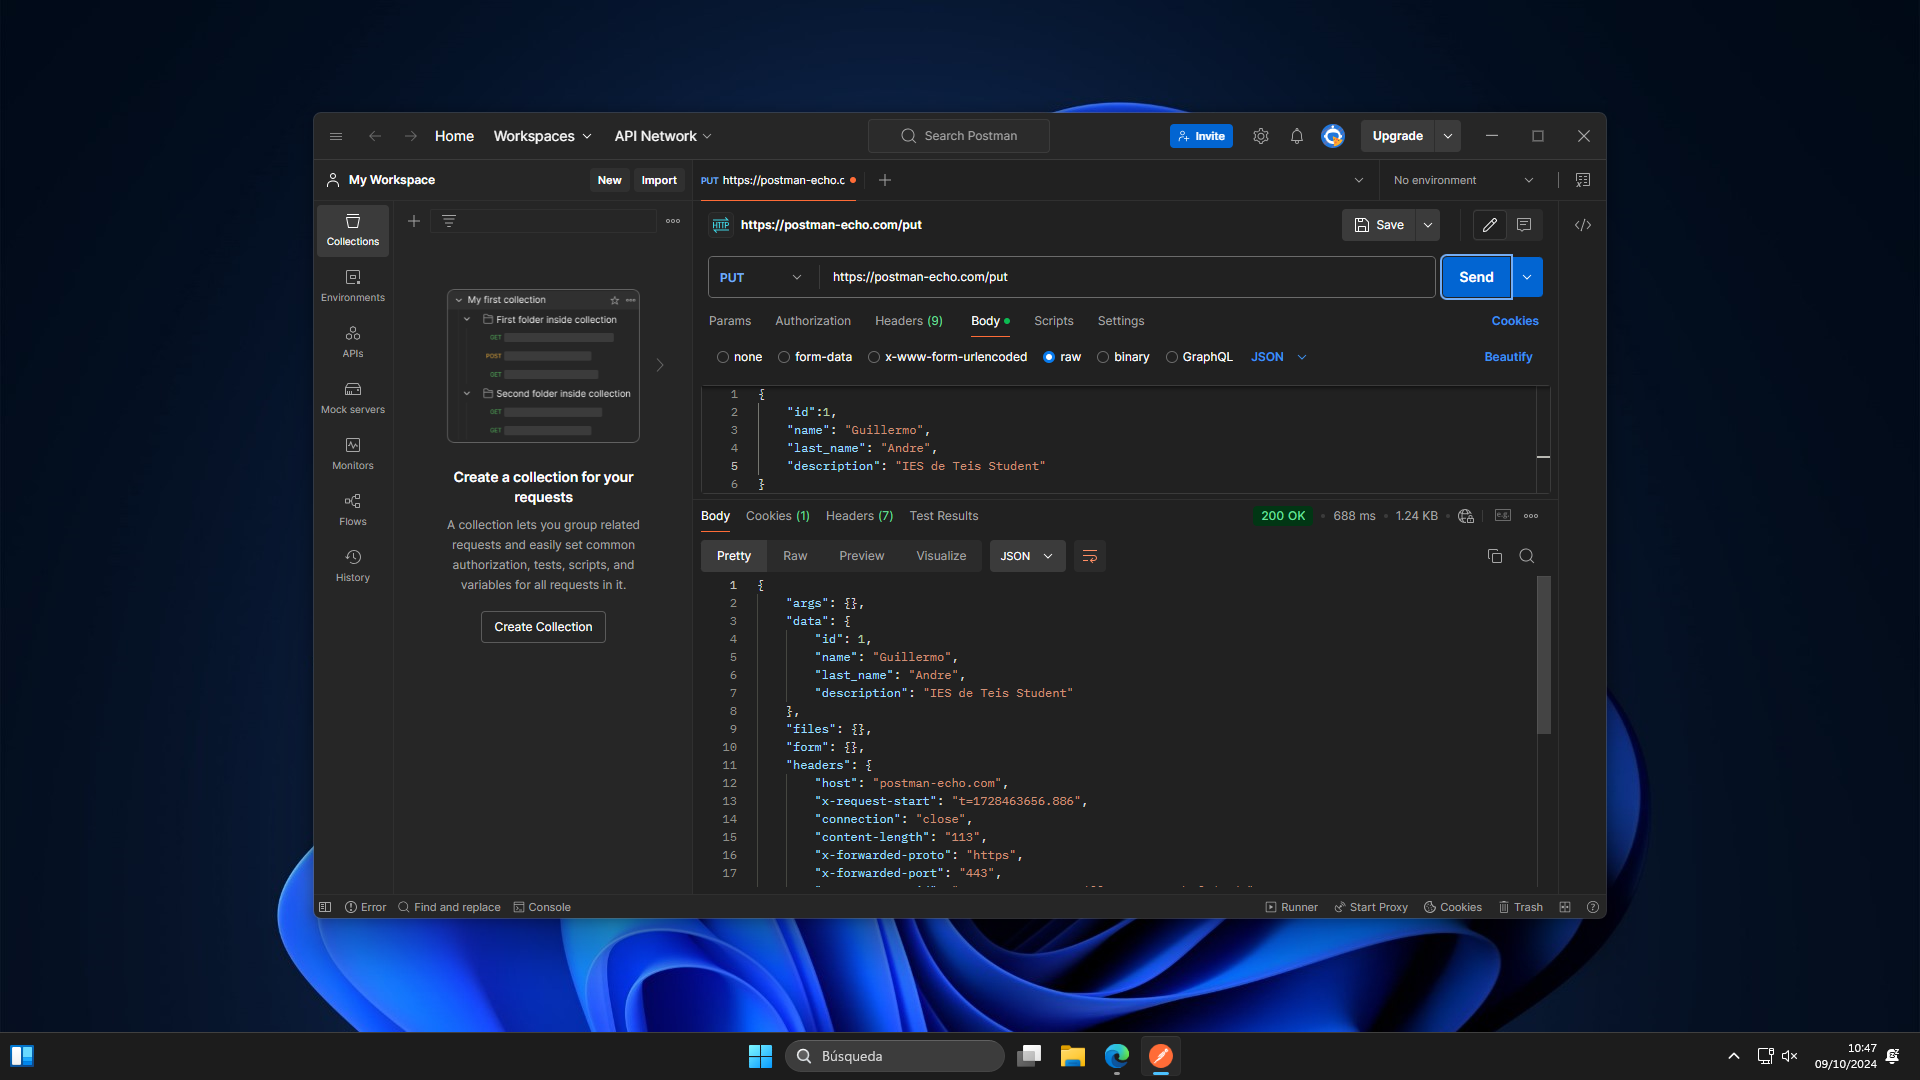 Home Workspaces API Network Search Postman Invite Upgrade
My Workspace New Import PUT https://postman-echo.c No environment
Collections
Environments
APIs
Mock servers
Monitors
Flows
History
My first collection
First folder inside collection
GET
POST
GET
Second folder inside collection
GET
GET
Create a collection for your
requests
A collection lets you group related
requests and easily set common
authorization, tests, scripts, and
variables for all requests in it.
Create Collection
HTTP https://postman-echo.com/put Save
PUT https://postman-echo.com/put Send
Params Authorization Headers (9) Body Scripts Settings Cookies
none form-data x-www-form-urlencoded raw binary GraphQL JSON Beautify
1 {
2 "id":1,
3 "name": "Guillermo",
4 "last_name": "Andre",
5 "description": "IES de Teis Student"
6 }
Body Cookies (1) Headers (7) Test Results 200 OK 688 ms 1.24 KB e.g.
Pretty Raw Preview Visualize JSON
1 {
2 "args": {},
3 "data": {
4 "id": 1,
5 "name": "Guillermo",
6 "last_name": "Andre",
7 "description": "IES de Teis Student"
8 },
9 "files": {},
10 "form": {},
11 "headers": {
12 "host": "postman-echo.com",
13 "x-request-start": "t=1728463656.886",
14 "connection": "close",
15 "content-length": "113",
16 "x-forwarded-proto": "https",
17 "x-forwarded-port": "443",
Error Find and replace Console Runner Start Proxy Cookies Trash
Búsqueda
10:47
09/10/2024